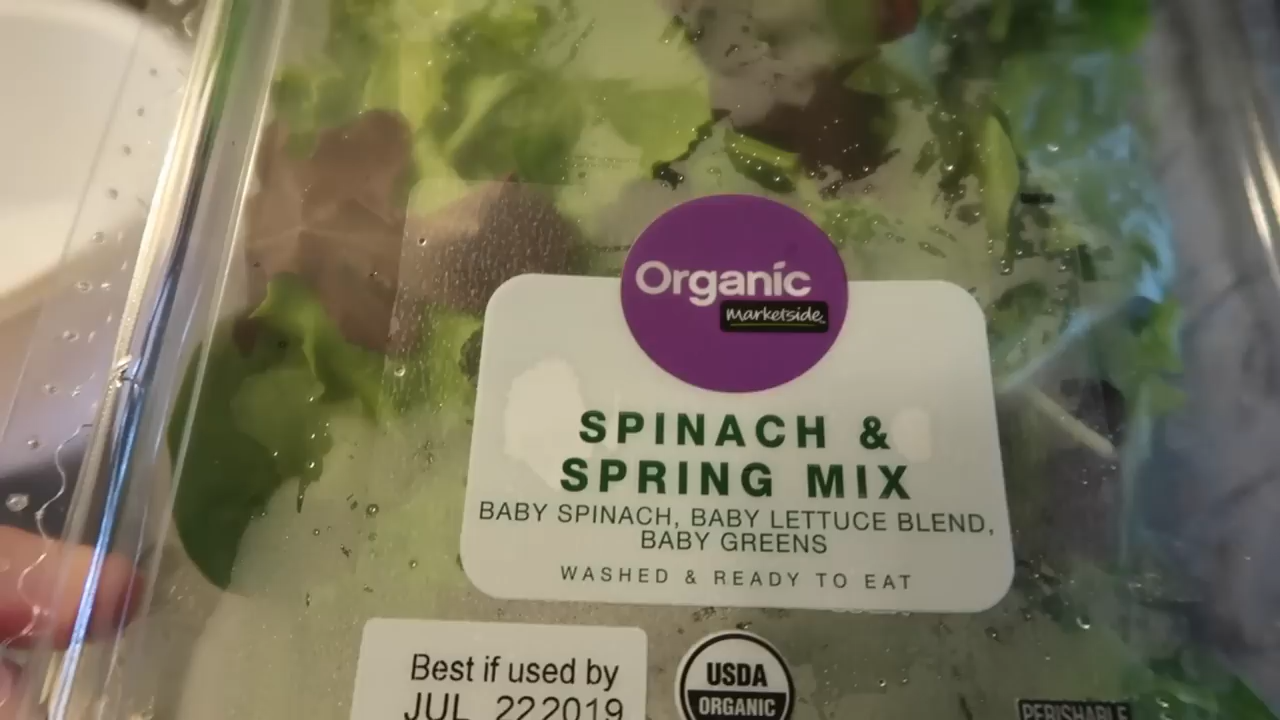 Organic
marketside
SPINACH &
SPRING MIX
BABY SPINACH, BABY LETTUCE BLEND,
BABY GREENS
WASHED & READY TO EAT
Best if used by
JUL 22 2019
USDA
ORGANIC
PERISHABLE